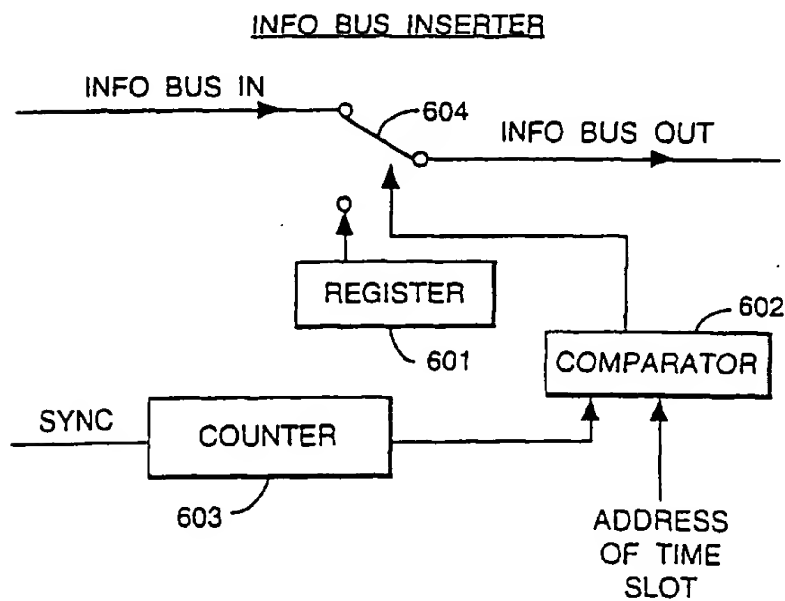 INFO BUS INSERTER
INFO BUS IN
604
INFO BUS OUT
REGISTER
601
602
COMPARATOR
SYNC
COUNTER
603
ADDRESS
OF TIME
SLOT